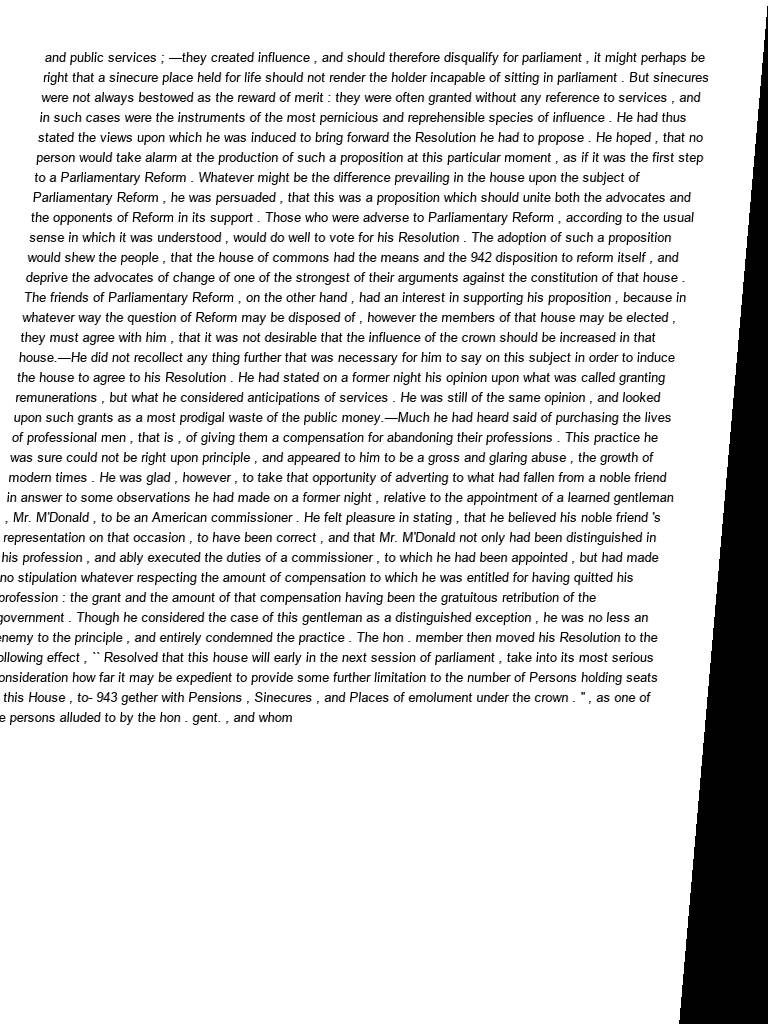 and public services ; —they created influence , and should therefore disqualify for parliament , it might perhaps be
right that a sinecure place held for life should not render the holder incapable of sitting in parliament . But sinecures
were not always bestowed as the reward of merit : they were often granted without any reference to services , and
in such cases were the instruments of the most pernicious and reprehensible species of influence . He had thus
stated the views upon which he was induced to bring forward the Resolution he had to propose . He hoped , that no
person would take alarm at the production of such a proposition at this particular moment , as if it was the first step
to a Parliamentary Reform . Whatever might be the difference prevailing in the house upon the subject of
Parliamentary Reform , he was persuaded , that this was a proposition which should unite both the advocates and
the opponents of Reform in its support . Those who were adverse to Parliamentary Reform , according to the usual
sense in which it was understood , would do well to vote for his Resolution . The adoption of such a proposition
would shew the people , that the house of commons had the means and the 942 disposition to reform itself , and
deprive the advocates of change of one of the strongest of their arguments against the constitution of that house .
The friends of Parliamentary Reform , on the other hand , had an interest in supporting his proposition , because in
whatever way the question of Reform may be disposed of , however the members of that house may be elected ,
they must agree with him , that it was not desirable that the influence of the crown should be increased in that
house.—He did not recollect any thing further that was necessary for him to say on this subject in order to induce
the house to agree to his Resolution . He had stated on a former night his opinion upon what was called granting
remunerations , but what he considered anticipations of services . He was still of the same opinion , and looked
upon such grants as a most prodigal waste of the public money.—Much he had heard said of purchasing the lives
of professional men , that is , of giving them a compensation for abandoning their professions . This practice he
was sure could not be right upon principle , and appeared to him to be a gross and glaring abuse , the growth of
modern times . He was glad , however , to take that opportunity of adverting to what had fallen from a noble friend
in answer to some observations he had made on a former night , relative to the appointment of a learned gentleman
, Mr. M'Donald , to be an American commissioner . He felt pleasure in stating , that he believed his noble friend 's
representation on that occasion , to have been correct , and that Mr. M'Donald not only had been distinguished in
his profession , and ably executed the duties of a commissioner , to which he had been appointed , but had made
no stipulation whatever respecting the amount of compensation to which he was entitled for having quitted his
profession : the grant and the amount of that compensation having been the gratuitous retribution of the
government . Though he considered the case of this gentleman as a distinguished exception , he was no less an
enemy to the principle , and entirely condemned the practice . The hon . member then moved his Resolution to the
ollowing effect , `` Resolved that this house will early in the next session of parliament , take into its most serious
onsideration how far it may be expedient to provide some further limitation to the number of Persons holding seats
this House , to- 943 gether with Pensions , Sinecures , and Places of emolument under the crown . " , as one of
e persons alluded to by the hon . gent. , and whom